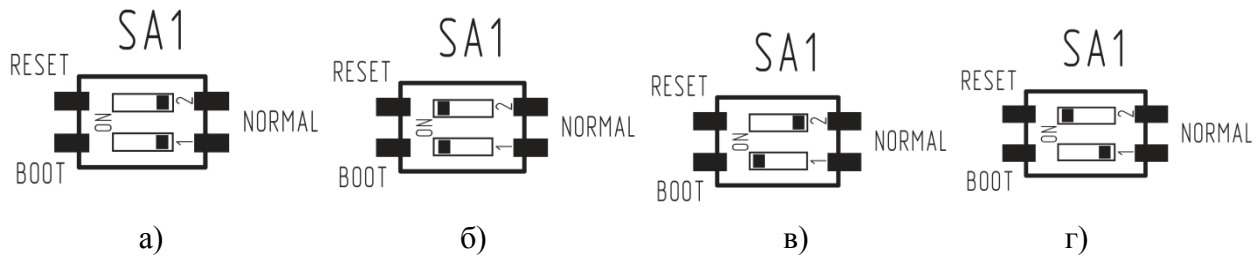 SA1
RESET
ON
2
1
BOOT
NORMAL
а)
SA1
RESET
ON
2
1
BOOT
NORMAL
б)
SA1
RESET
ON
2
1
BOOT
NORMAL
в)
SA1
RESET
ON
2
1
BOOT
NORMAL
г)